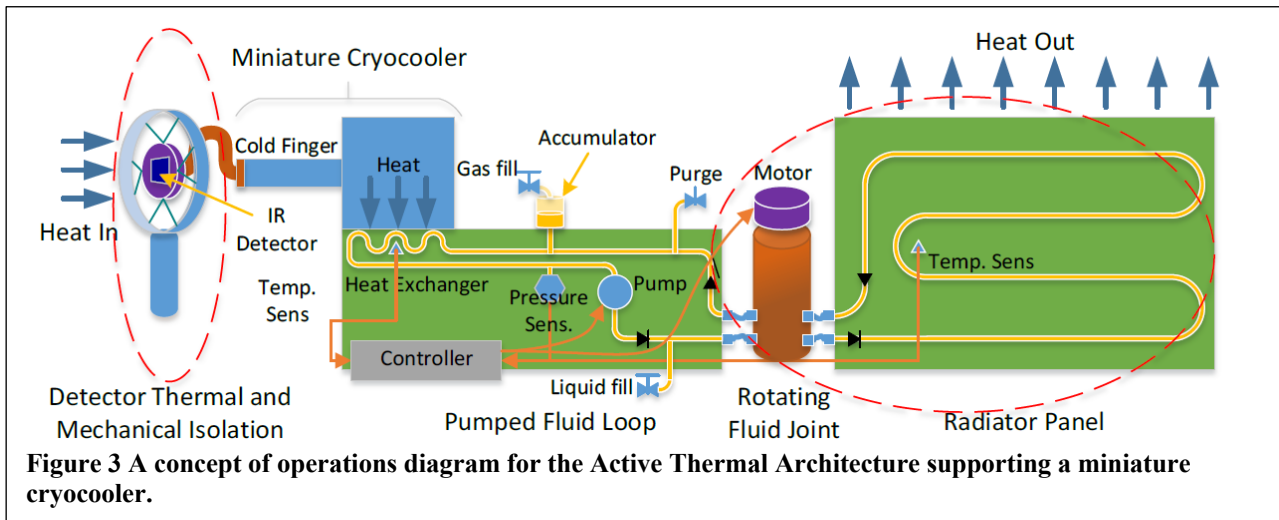 Heat Out
Miniature Cryocooler
Cold Finger
Heat
Gas fill
Accumulator
Purge
Motor
Heat In
IR
Detector
Temp.
Sens
Heat Exchanger
Pressure
Sens.
Pump
Temp. Sens
Controller
Liquid fill
Detector Thermal and
Mechanical Isolation
Pumped Fluid Loop
Rotating
Fluid Joint
Radiator Panel
Figure 3 A concept of operations diagram for the Active Thermal Architecture supporting a miniature
cryocooler.